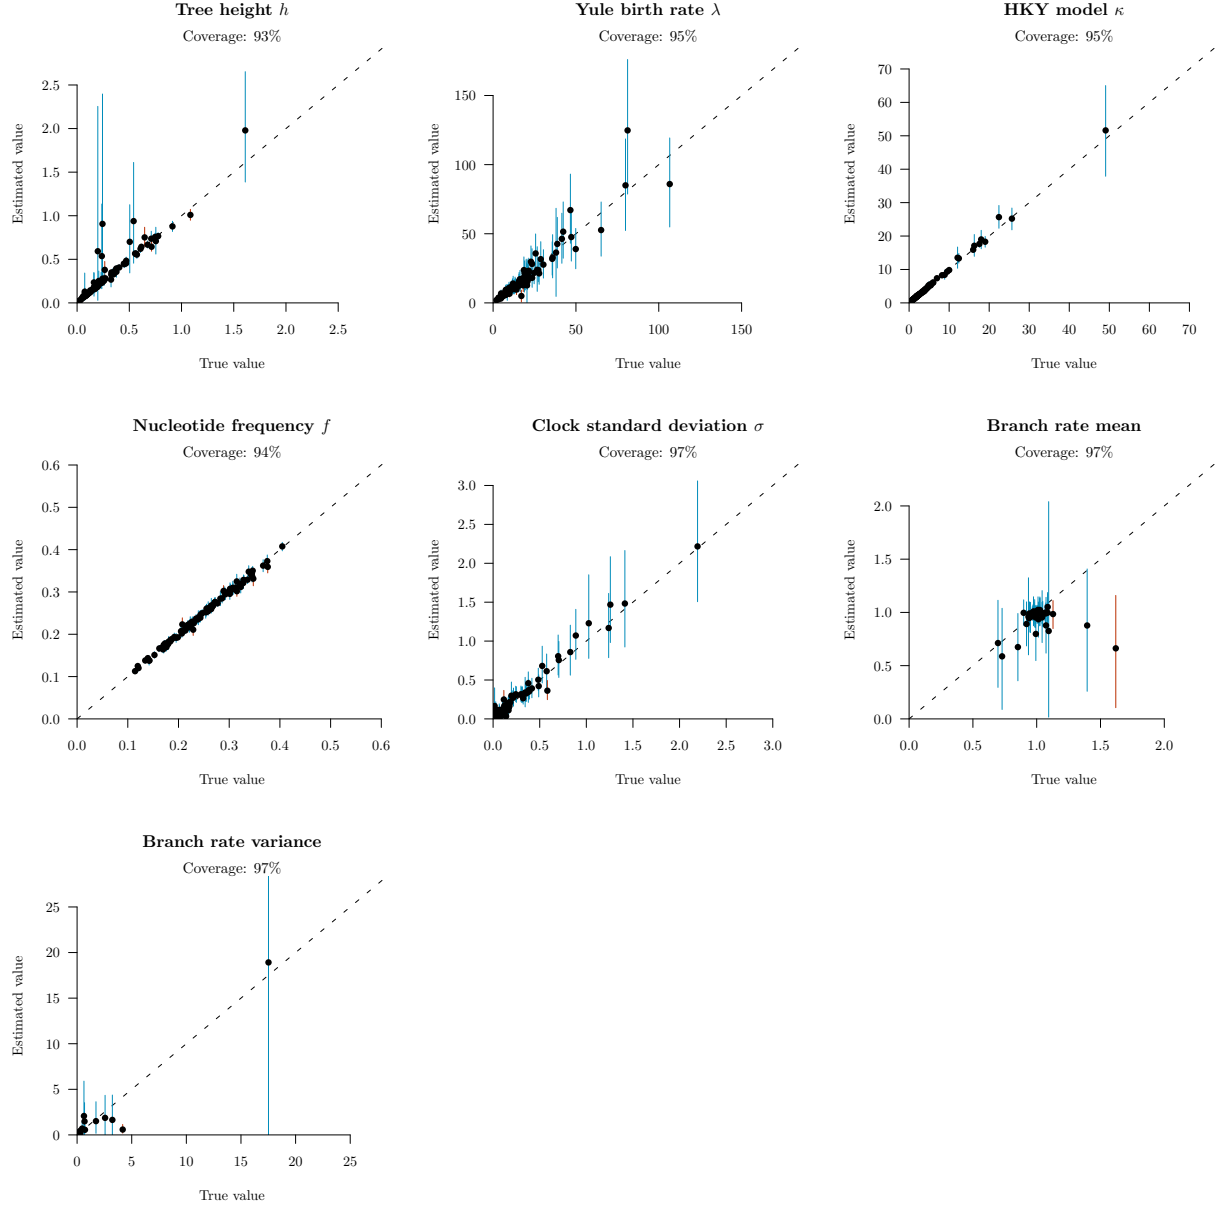 Tree height h
Coverage: 93%
Estimated value
2.5
2.0
1.5
1.0
0.5
0.0
0.0 0.5 1.0 1.5 2.0 2.5
True value
Yule birth rate λ
Coverage: 95%
Estimated value
150
100
50
0
0 50 100 150
True value
HKY model κ
Coverage: 95%
Estimated value
70
60
50
40
30
20
10
0
0 10 20 30 40 50 60 70
True value
Nucleotide frequency f
Coverage: 94%
Estimated value
0.6
0.5
0.4
0.3
0.2
0.1
0.0
0.0 0.1 0.2 0.3 0.4 0.5 0.6
True value
Clock standard deviation σ
Coverage: 97%
Estimated value
3.0
2.5
2.0
1.5
1.0
0.5
0.0
0.0 0.5 1.0 1.5 2.0 2.5 3.0
True value
Branch rate mean
Coverage: 97%
Estimated value
2.0
1.5
1.0
0.5
0.0
0.0 0.5 1.0 1.5 2.0
True value
Branch rate variance
Coverage: 97%
Estimated value
25
20
15
10
5
0
0 5 10 15 20 25
True value